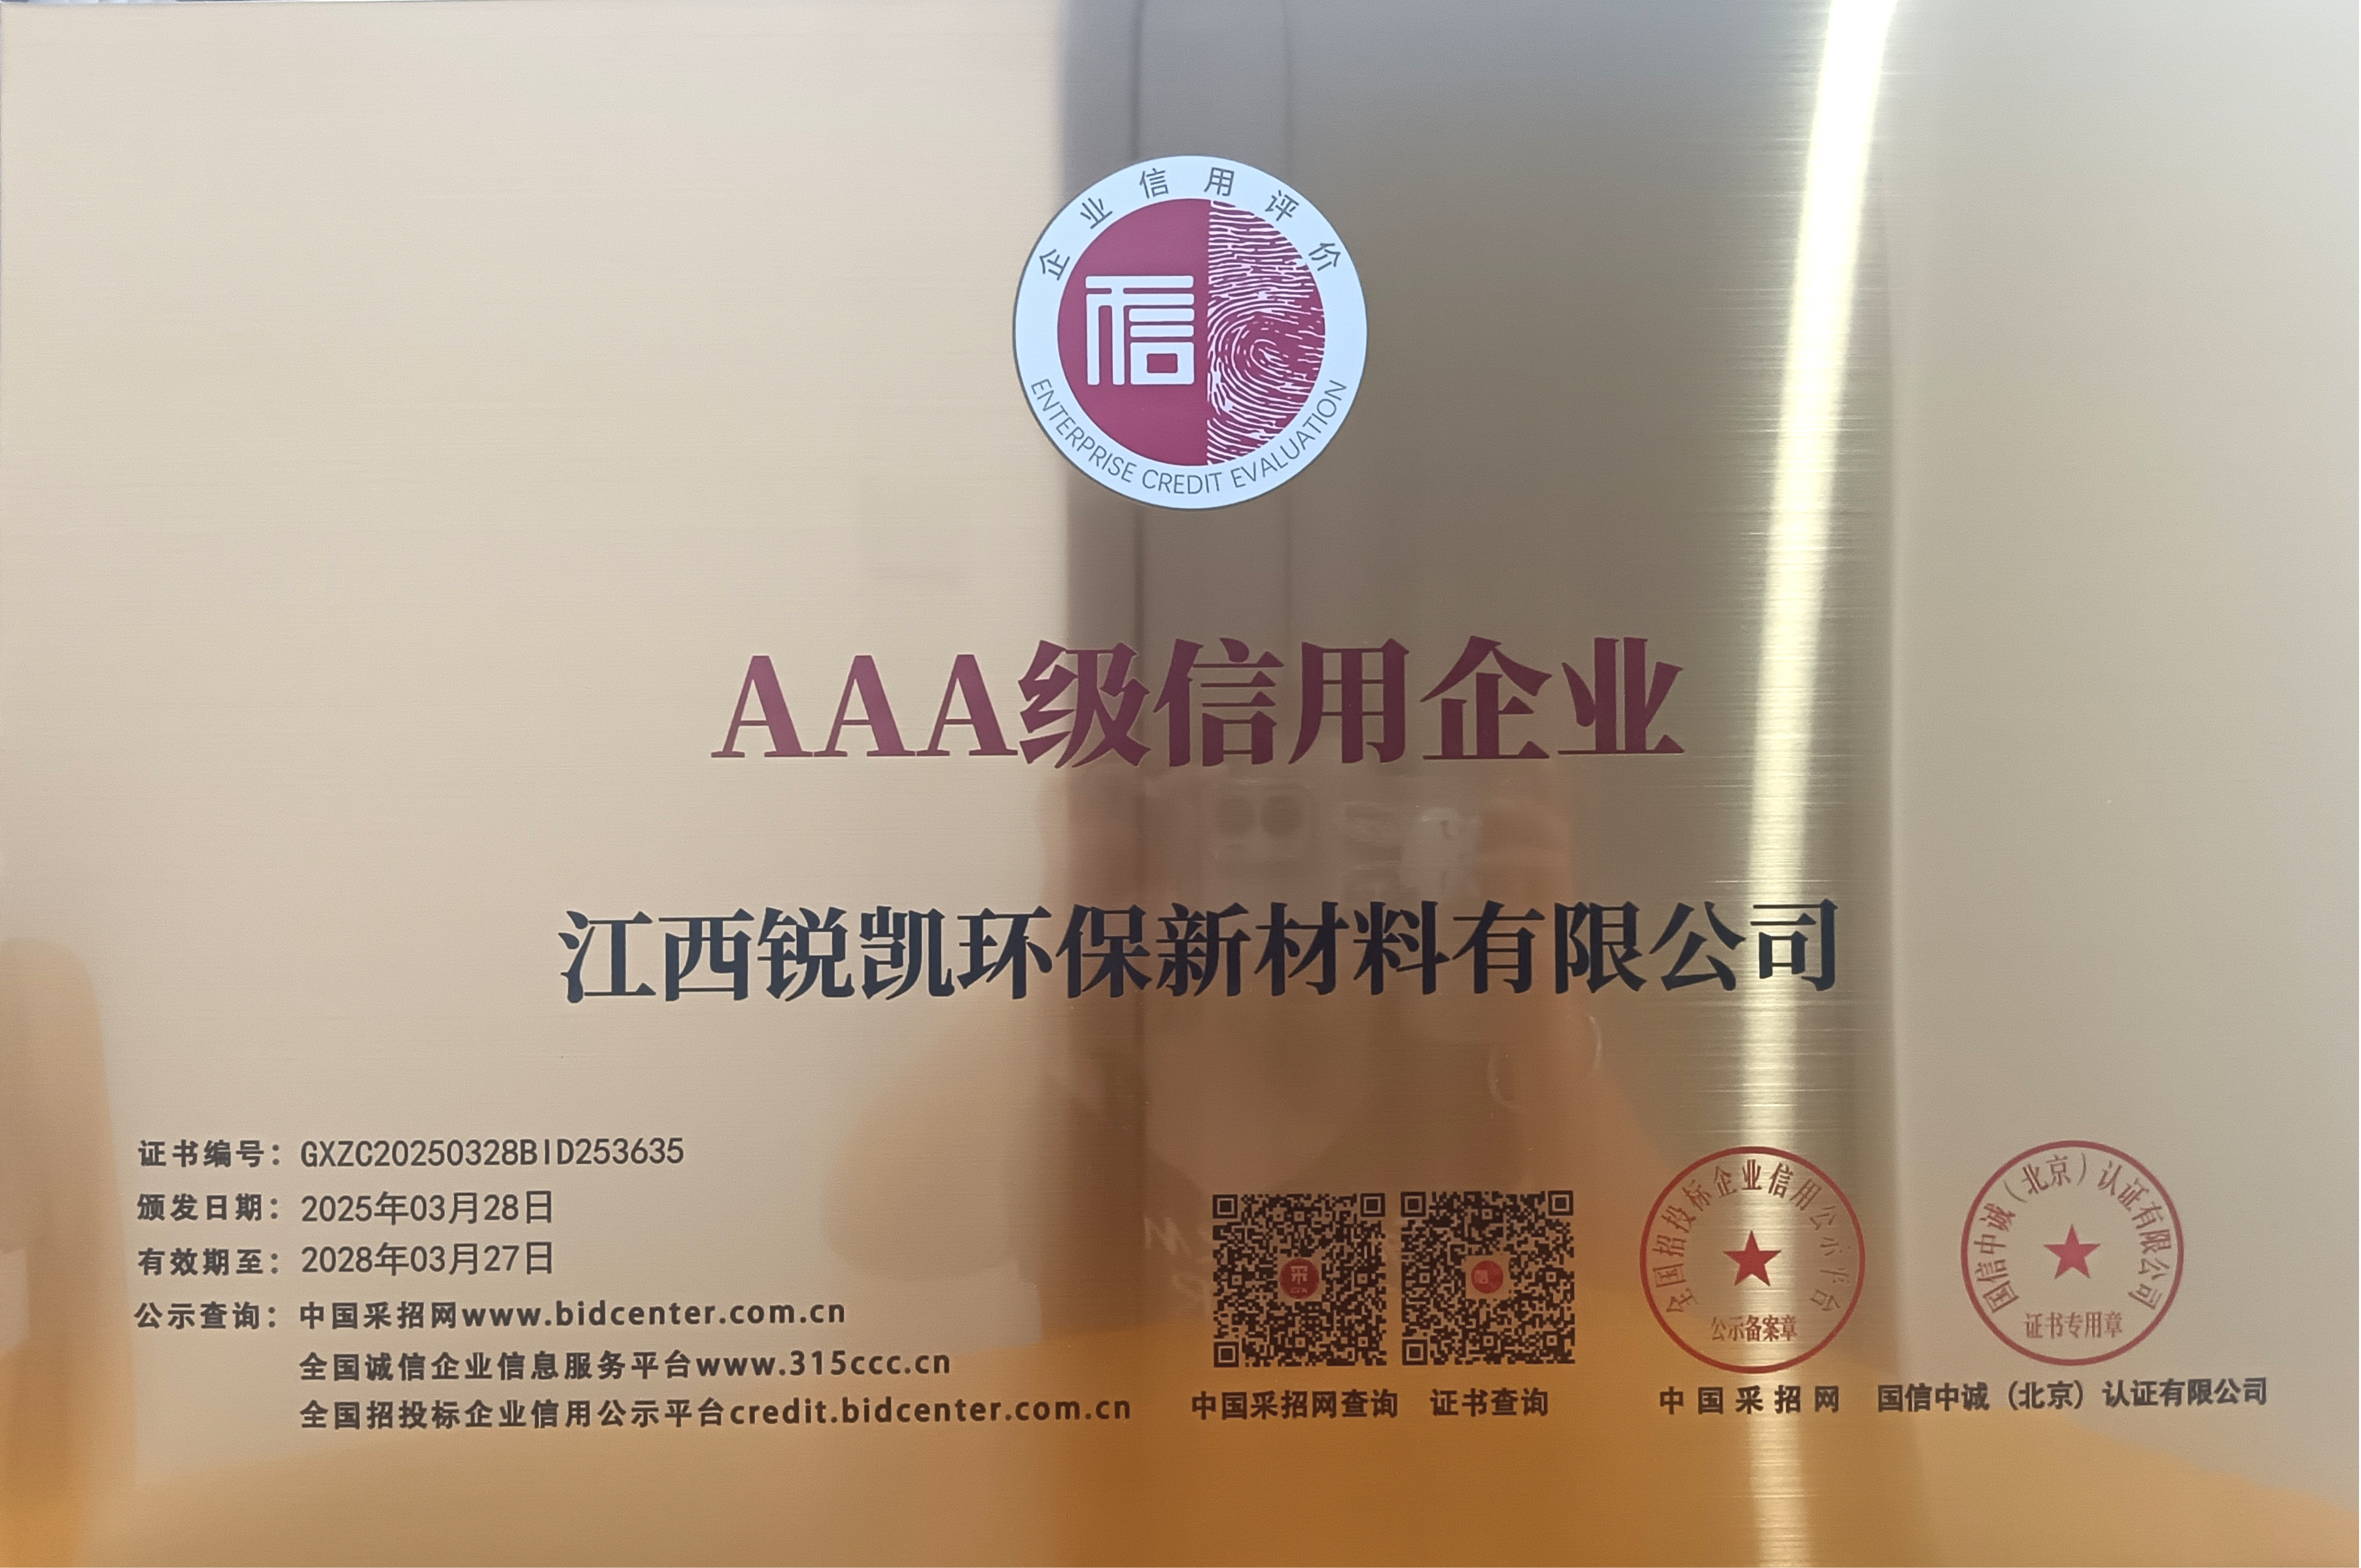 企业信用评价
信
ENTERPRISE CREDIT EVALUATION
AAA级信用企业
江西锐凯环保新材料有限公司
证书编号：GXZC20250328BID253635
颁发日期：2025年03月28日
有效期至：2028年03月27日
公示查询：中国采招网www.bidcenter.com.cn
全国诚信企业信息服务平台www.315ccc.cn
全国招投标企业信用公示平台credit.bidcenter.com.cn
采
中国采招网查询
信
证书查询
全国招投标企业信用公示平台
公示备案章
中国采招网
国信中诚（北京）认证有限公司
证书专用章
国信中诚（北京）认证有限公司